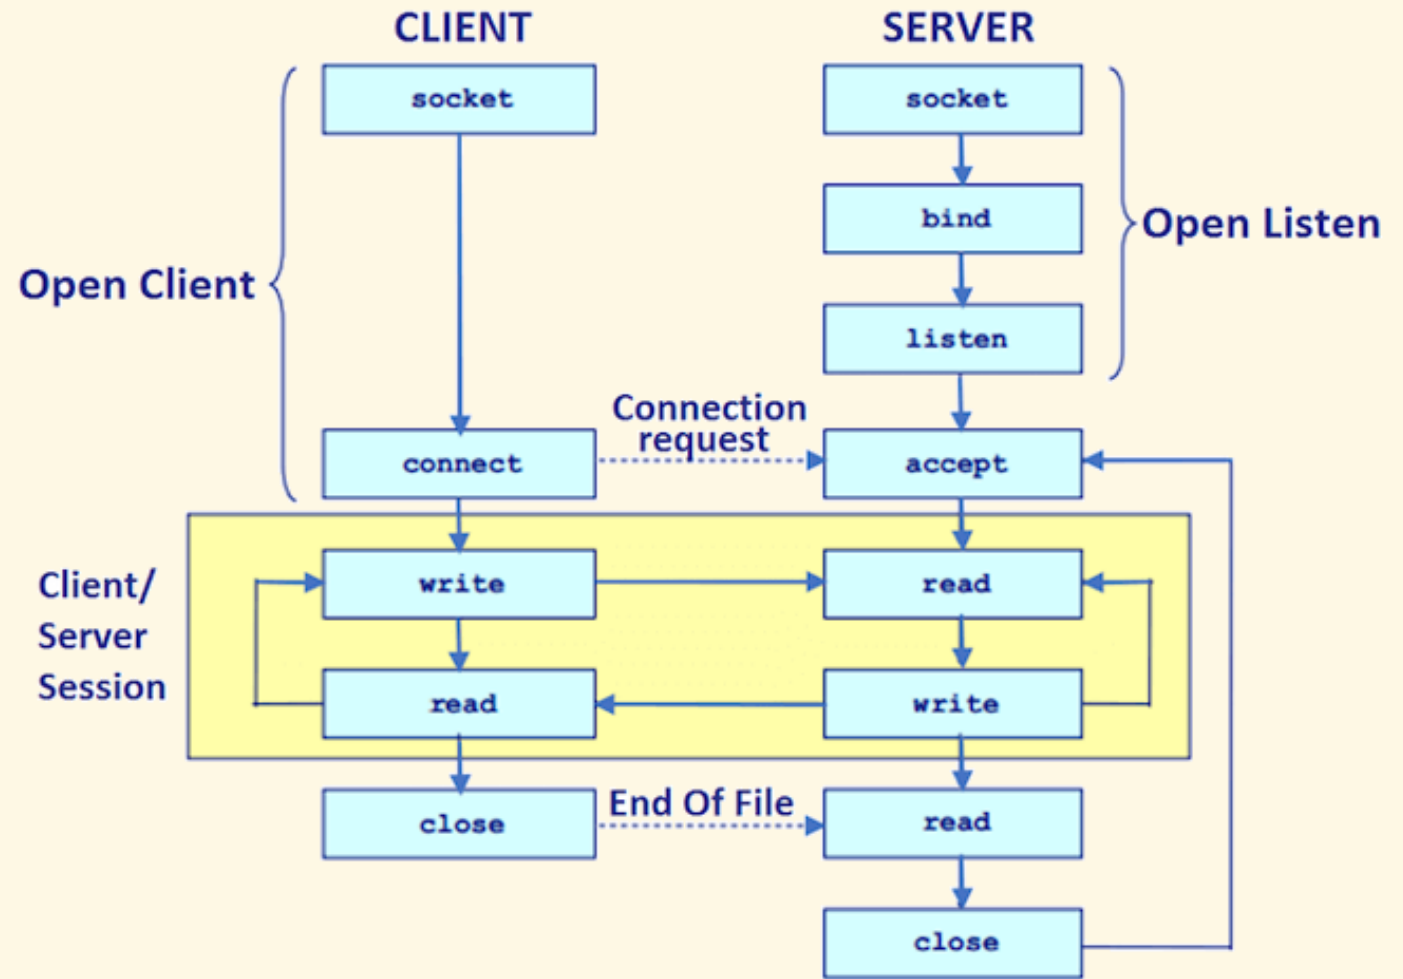 CLIENT
SERVER
socket
socket
bind
Open Listen
Open Client
listen
Connection
request
connect
accept
Client/
Server
Session
write
read
read
write
End Of File
close
read
close